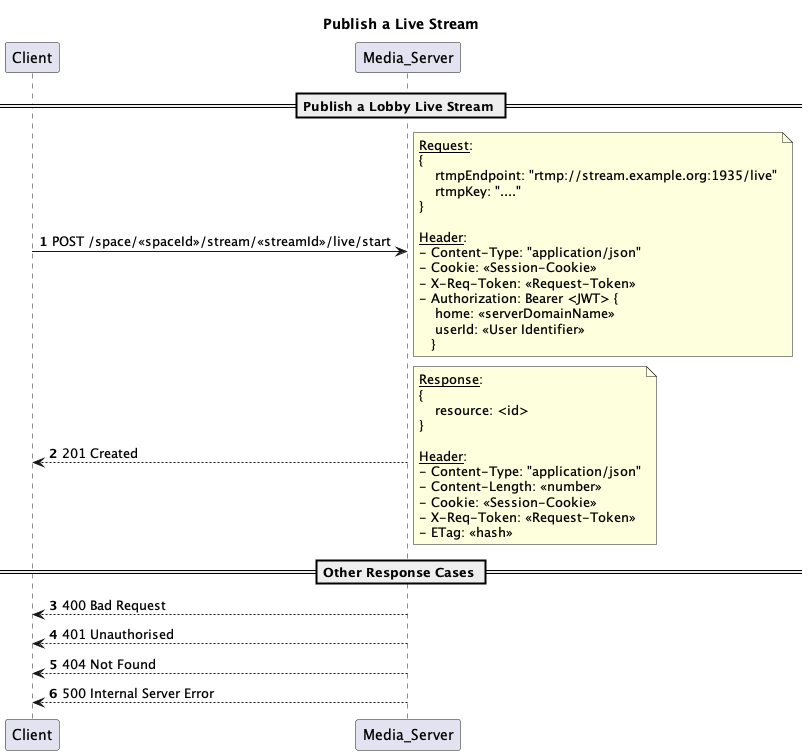 Publish a Live Stream
Client
Media_Server
Publish a Lobby Live Stream
Request:
{
rtmpEndpoint: "rtmp://stream.example.org:1935/live"
rtmpKey: "...."
}
Header:
- Content-Type: "application/json"
- Cookie: «Session-Cookie»
- X-Req-Token: «Request-Token»
- Authorization: Bearer <JWT> {
home: «serverDomainName»
userId: «User Identifier»
}
1 POST /space/«spaceId»/stream/«streamId»/live/start
Response:
{
resource: <id>
}
Header:
- Content-Type: "application/json"
- Content-Length: «number»
- Cookie: «Session-Cookie»
- X-Req-Token: «Request-Token»
- ETag: «hash»
2 201 Created
Other Response Cases
3 400 Bad Request
4 401 Unauthorised
5 404 Not Found
6 500 Internal Server Error
Client
Media_Server